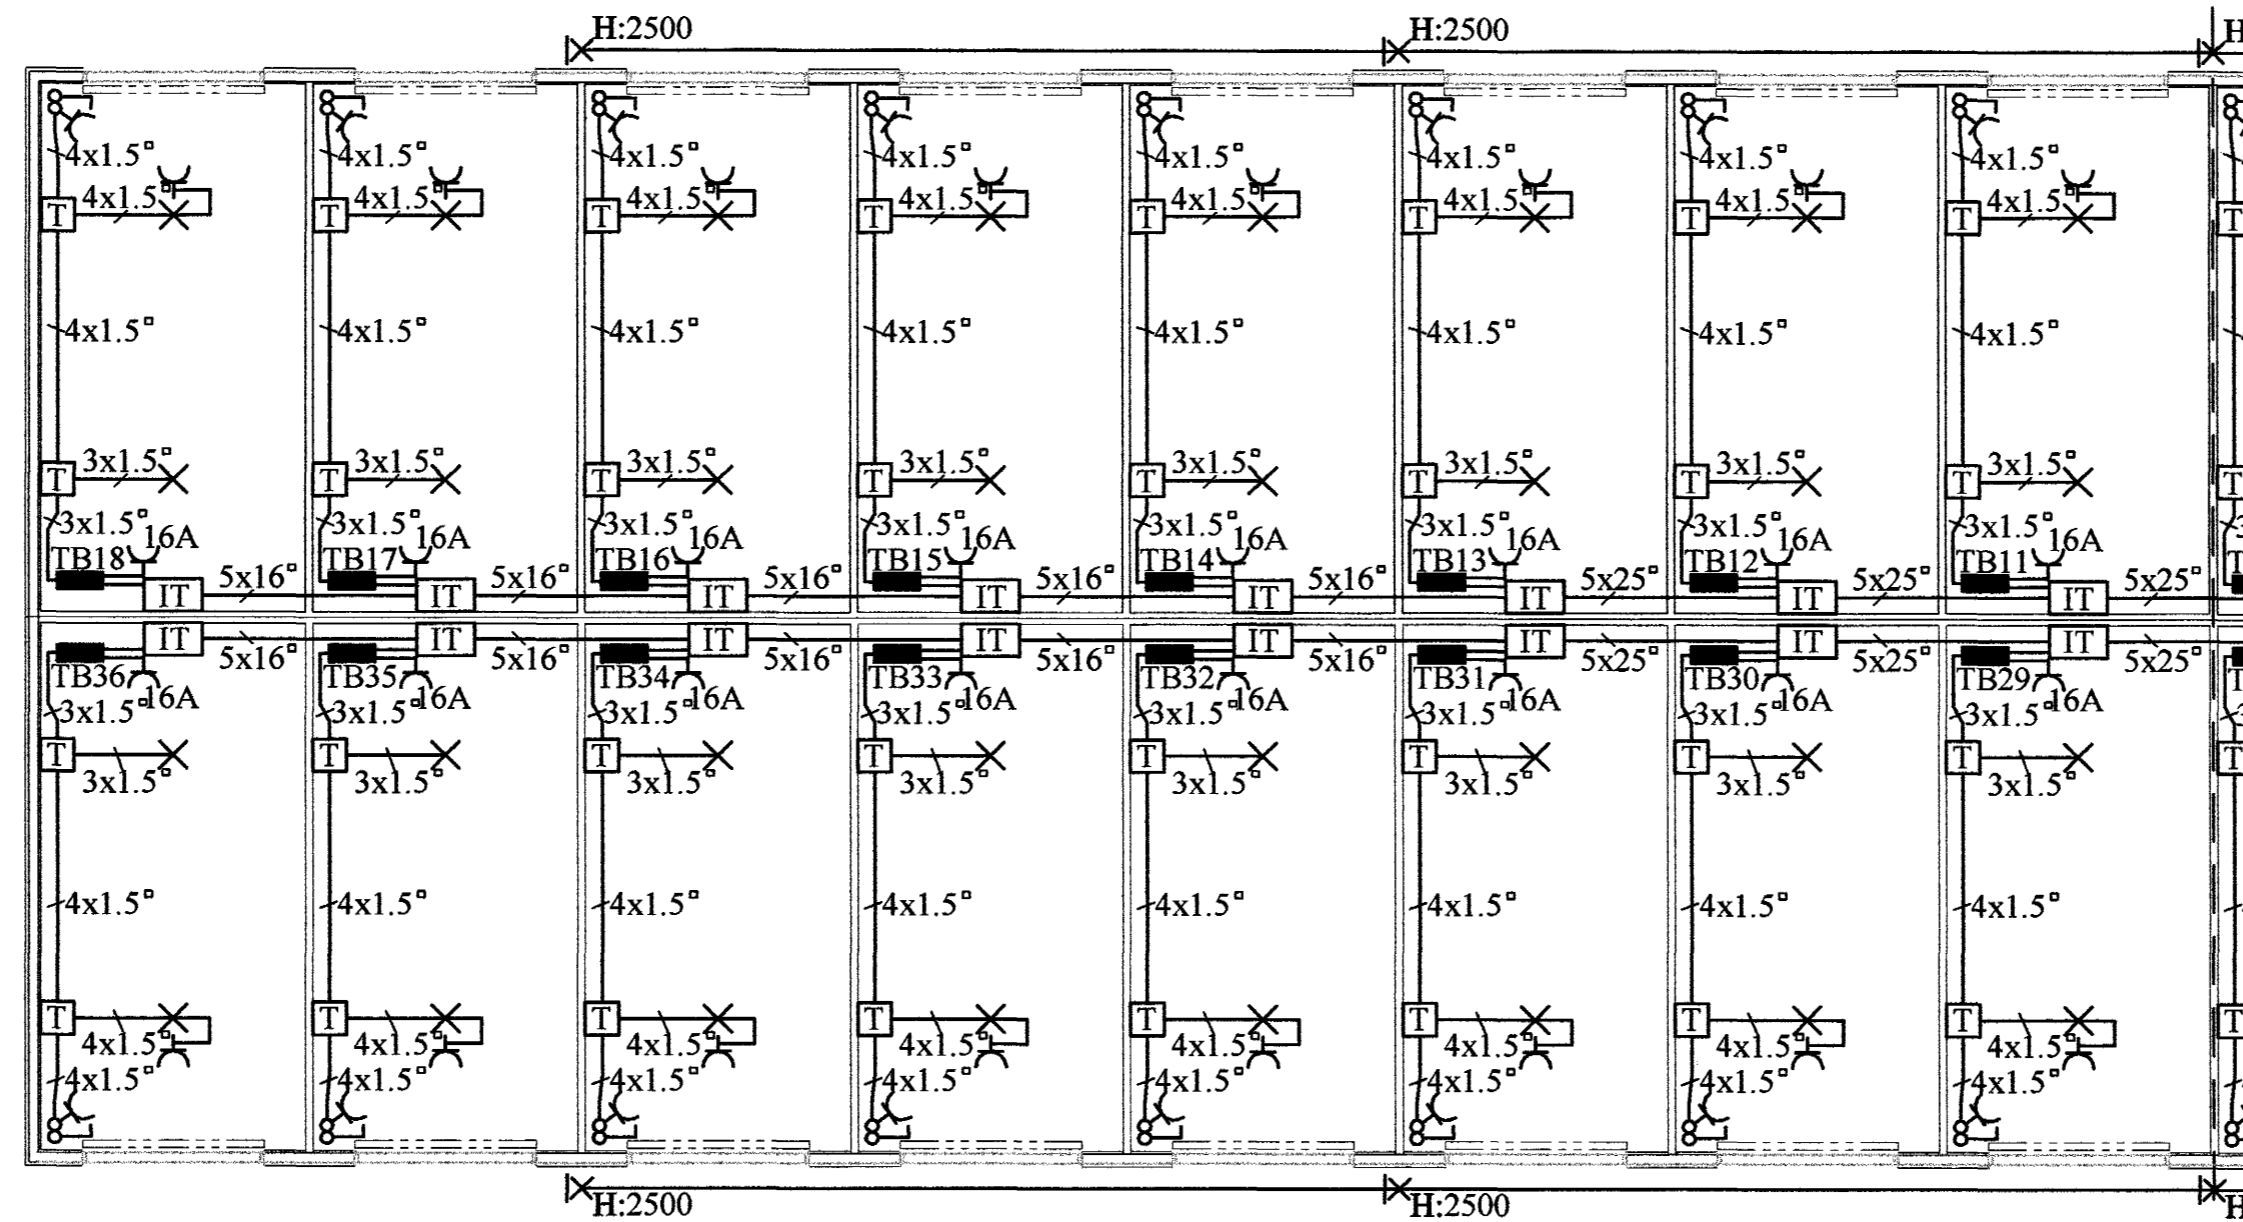 H:2500 H:2500 H
4x1.5▫ 4x1.5▫ 4x1.5▫ 4x1.5▫ 4x1.5▫ 4x1.5▫ 4x1.5▫ 4x1.5▫
4x1.5▫ 4x1.5▫ 4x1.5▫ 4x1.5▫ 4x1.5▫ 4x1.5▫ 4x1.5▫ 4x1.5▫
T T T T T T T T T
4x1.5▫ 4x1.5▫ 4x1.5▫ 4x1.5▫ 4x1.5▫ 4x1.5▫ 4x1.5▫ 4x1.5▫
3x1.5▫ 3x1.5▫ 3x1.5▫ 3x1.5▫ 3x1.5▫ 3x1.5▫ 3x1.5▫ 3x1.5▫
T T T T T T T T T
3x1.5▫ 3x1.5▫ 3x1.5▫ 3x1.5▫ 3x1.5▫ 3x1.5▫ 3x1.5▫ 3x1.5▫ 3
16A 16A 16A 16A 16A 16A 16A 16A
TB18 TB17 TB16 TB15 TB14 TB13 TB12 TB11 T
5x16▫ 5x16▫ 5x16▫ 5x16▫ 5x16▫ 5x25▫ 5x25▫ 5x25▫
IT IT IT IT IT IT IT IT
IT IT IT IT IT IT IT IT
5x16▫ 5x16▫ 5x16▫ 5x16▫ 5x16▫ 5x25▫ 5x25▫ 5x25▫
TB36 TB35 TB34 TB33 TB32 TB31 TB30 TB29 T
16A 16A 16A 16A 16A 16A 16A 16A
3x1.5▫ 3x1.5▫ 3x1.5▫ 3x1.5▫ 3x1.5▫ 3x1.5▫ 3x1.5▫ 3x1.5▫ 3
T T T T T T T T T
3x1.5▫ 3x1.5▫ 3x1.5▫ 3x1.5▫ 3x1.5▫ 3x1.5▫ 3x1.5▫ 3x1.5▫
4x1.5▫ 4x1.5▫ 4x1.5▫ 4x1.5▫ 4x1.5▫ 4x1.5▫ 4x1.5▫ 4x1.5▫
T T T T T T T T T
4x1.5▫ 4x1.5▫ 4x1.5▫ 4x1.5▫ 4x1.5▫ 4x1.5▫ 4x1.5▫ 4x1.5▫
4x1.5▫ 4x1.5▫ 4x1.5▫ 4x1.5▫ 4x1.5▫ 4x1.5▫ 4x1.5▫ 4x1.5▫
H:2500 H:2500 H